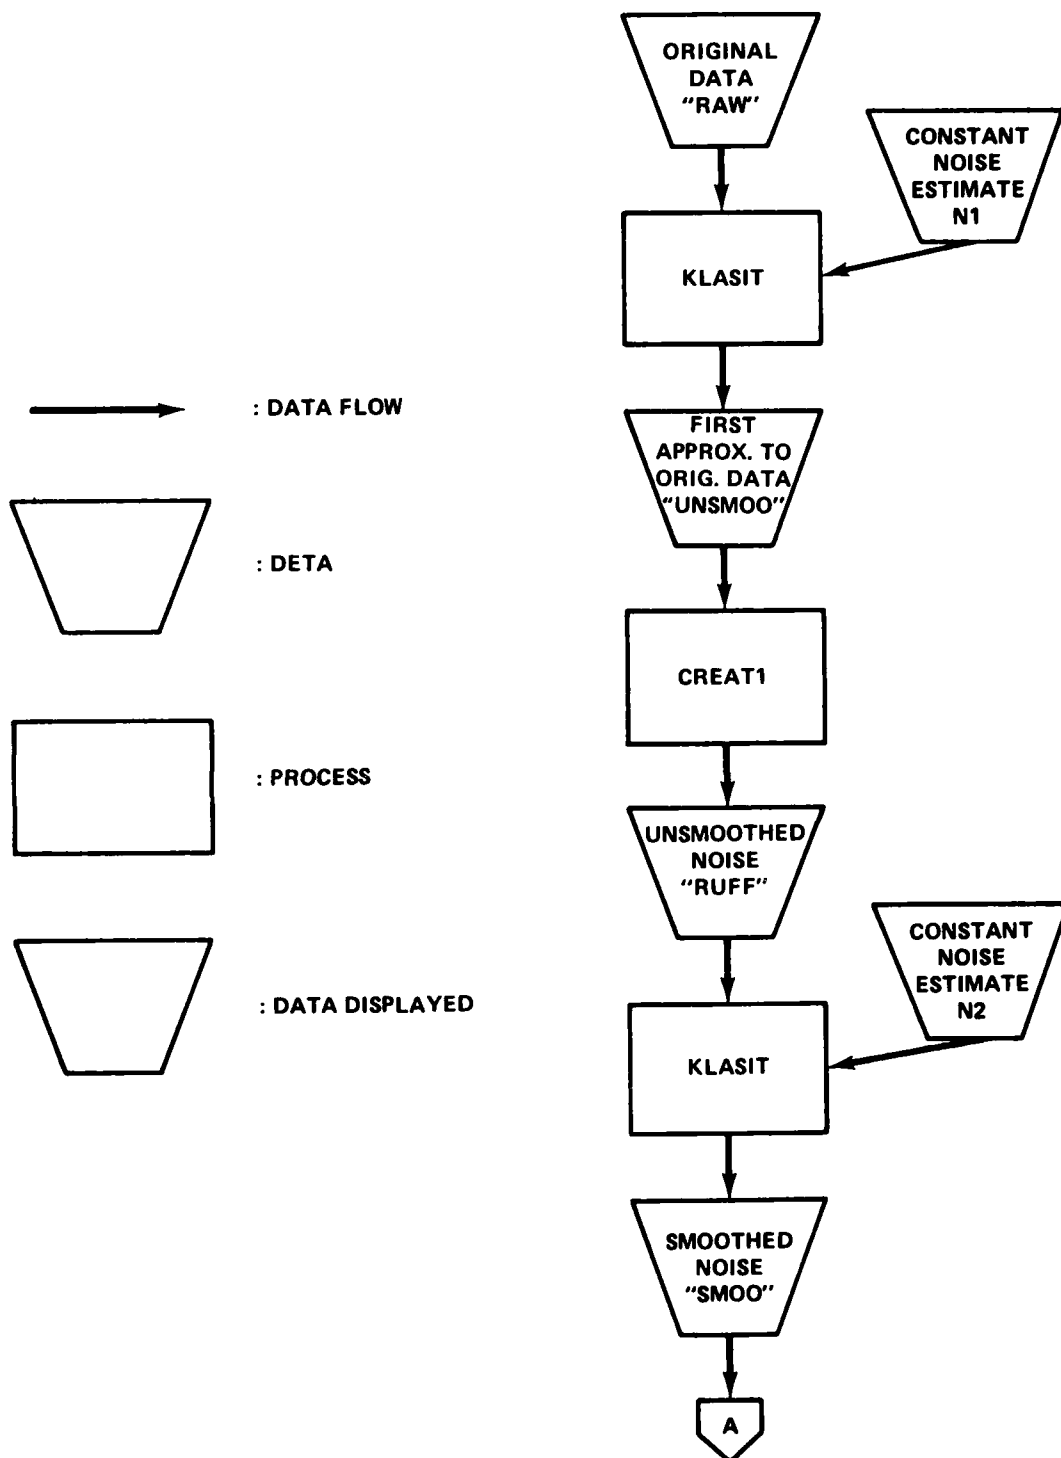 ORIGINAL
DATA
"RAW"
CONSTANT
NOISE
ESTIMATE
N1
KLASIT
: DATA FLOW
FIRST
APPROX. TO
ORIG. DATA
"UNSMOO"
: DETA
CREAT1
: PROCESS
UNSMOOTHED
NOISE
"RUFF"
CONSTANT
NOISE
ESTIMATE
N2
: DATA DISPLAYED
KLASIT
SMOOTHED
NOISE
"SMOO"
A